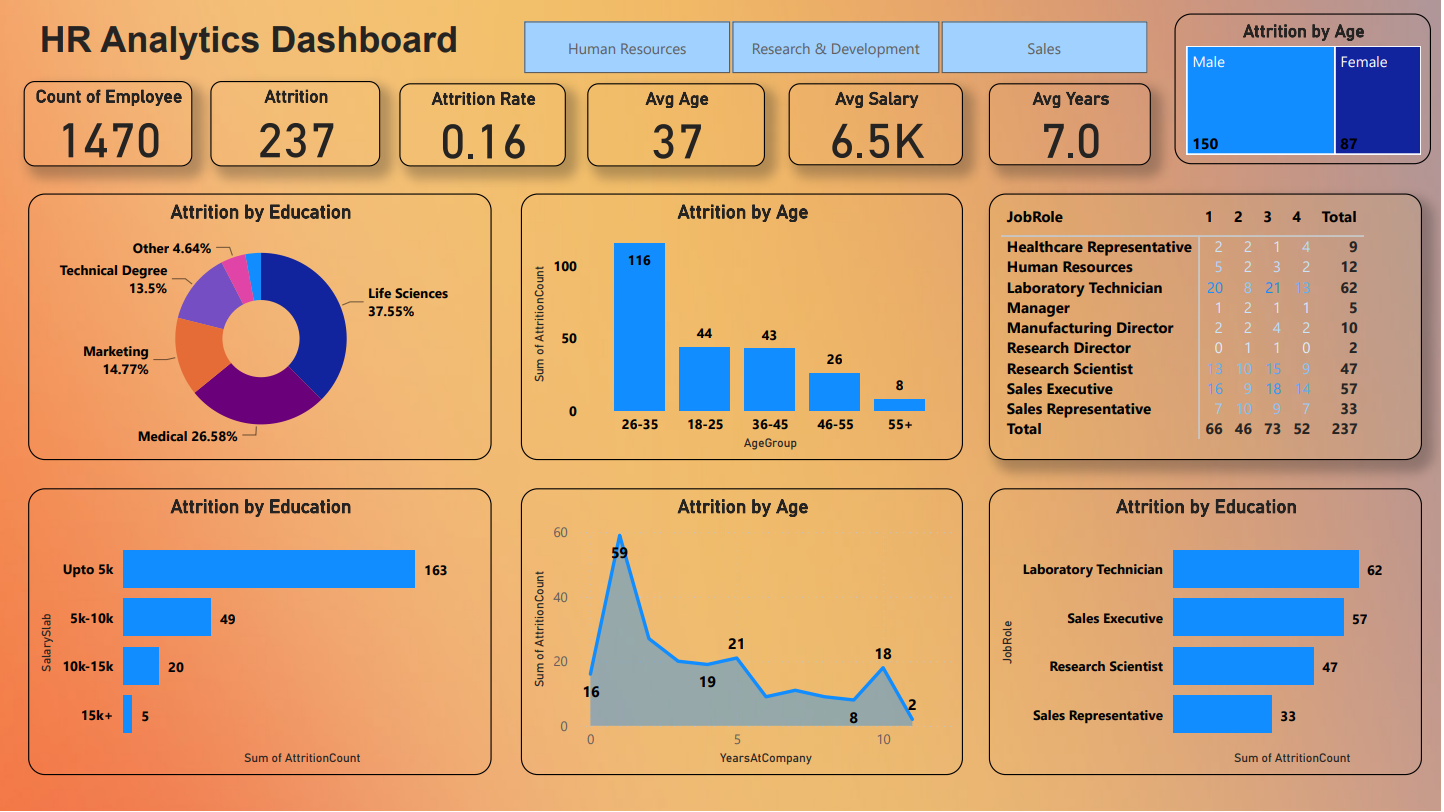 HR Analytics Dashboard
Human Resources
Research & Development
Sales
Attrition by Age
Male
Female
150
87
Count of Employee
1470
Attrition
237
Attrition Rate
0.16
Avg Age
37
Avg Salary
6.5K
Avg Years
7.0
Attrition by Education
Other 4.64%
Technical Degree
13.5%
Life Sciences
37.55%
Marketing
14.77%
Medical 26.58%
Attrition by Age
Sum of AttritionCount
100
50
0
116
44
43
26
8
26-35 18-25 36-45 46-55 55+
AgeGroup
JobRole 1 2 3 4 Total
Healthcare Representative 2 2 1 4 9
Human Resources 5 2 3 2 12
Laboratory Technician 20 8 21 13 62
Manager 1 2 1 1 5
Manufacturing Director 2 2 4 2 10
Research Director 0 1 1 0 2
Research Scientist 13 10 15 9 47
Sales Executive 16 9 18 14 57
Sales Representative 7 10 9 7 33
Total 66 46 73 52 237
Attrition by Education
SalarySlab
Upto 5k 163
5k-10k 49
10k-15k 20
15k+ 5
Sum of AttritionCount
Attrition by Age
Sum of AttritionCount
60
40
20
0
59
16
19
21
8
18
2
0 5 10
YearsAtCompany
Attrition by Education
JobRole
Laboratory Technician 62
Sales Executive 57
Research Scientist 47
Sales Representative 33
Sum of AttritionCount